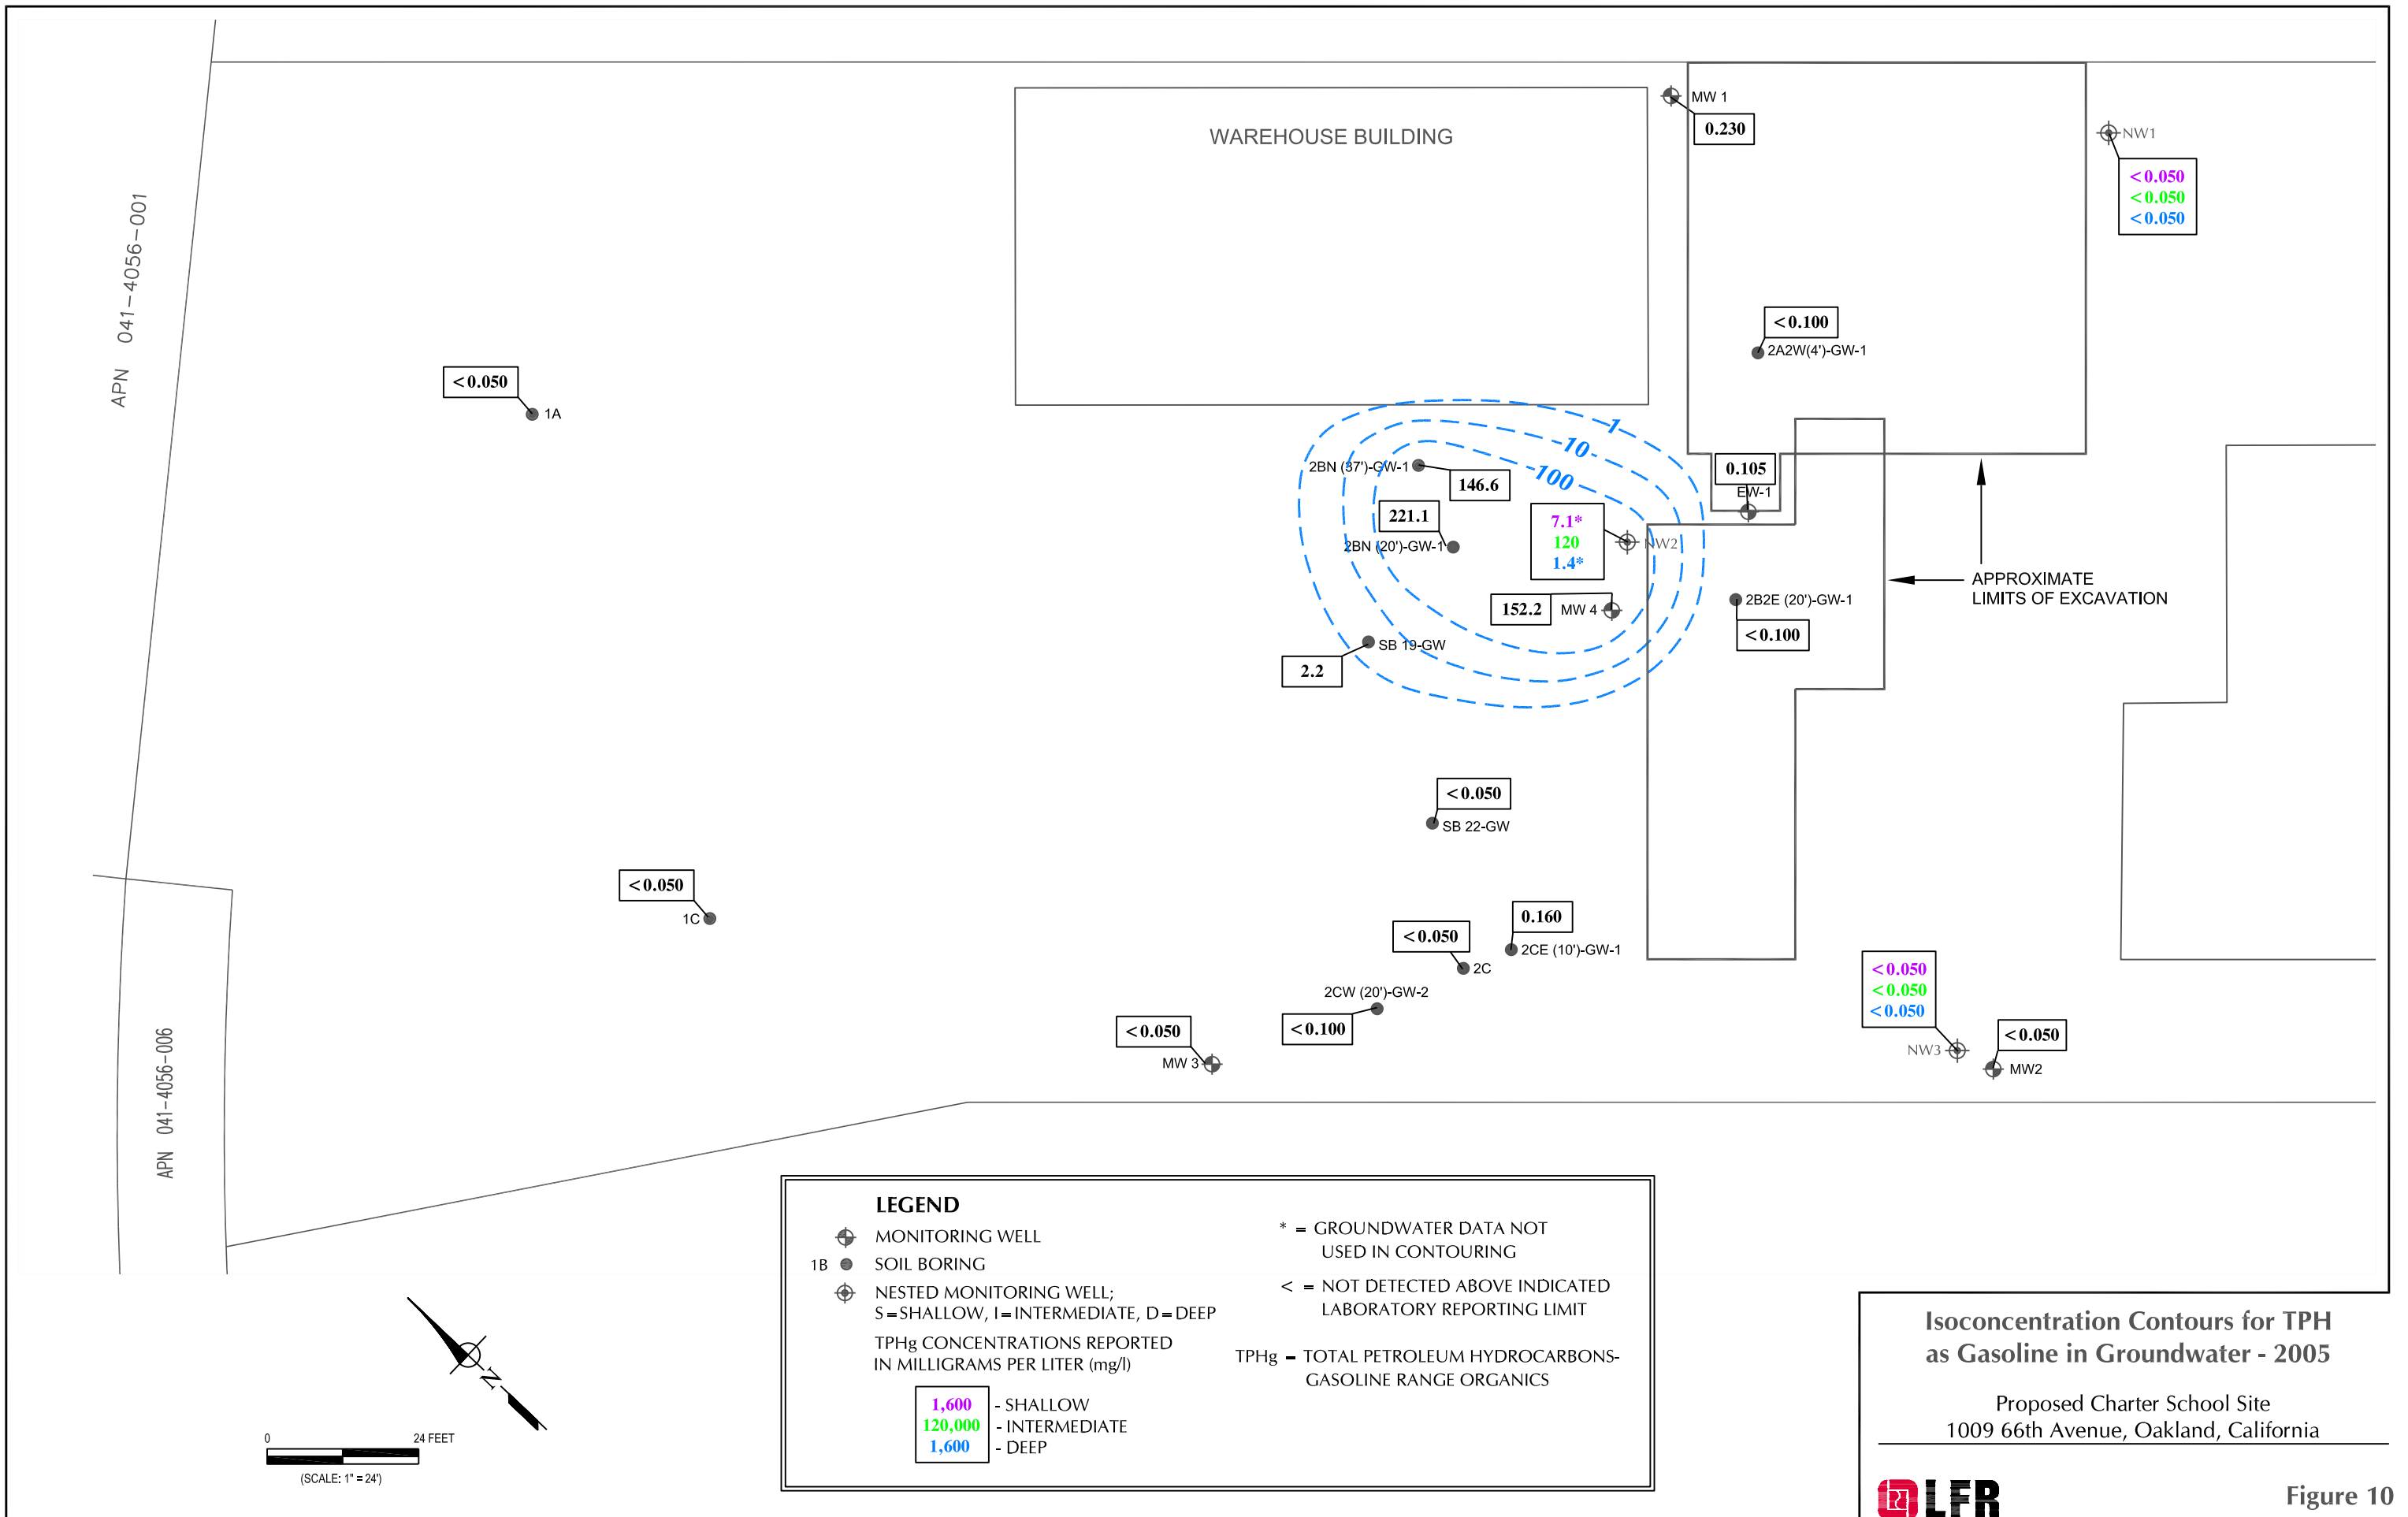 WAREHOUSE BUILDING
MW 1
0.230
NW1
<0.050
<0.050
<0.050
APN 041-4056-001
<0.100
2A2W(4')-GW-1
<0.050
1A
1
10
100
2BN (37')-GW-1
146.6
0.105
EW-1
221.1
2BN (20')-GW-1
7.1*
120
1.4*
NW2
APPROXIMATE
LIMITS OF EXCAVATION
152.2
MW 4
2B2E (20')-GW-1
<0.100
SB 19-GW
2.2
<0.050
SB 22-GW
<0.050
1C
0.160
2CE (10')-GW-1
<0.050
2C
2CW (20')-GW-2
<0.100
<0.050
MW 3
<0.050
<0.050
<0.050
NW3
<0.050
MW2
APN 041-4056-006
LEGEND
MONITORING WELL
1B
SOIL BORING
NESTED MONITORING WELL;
S=SHALLOW, I=INTERMEDIATE, D=DEEP
TPHg CONCENTRATIONS REPORTED
IN MILLIGRAMS PER LITER (mg/l)
1,600 - SHALLOW
120,000 - INTERMEDIATE
1,600 - DEEP
* = GROUNDWATER DATA NOT
USED IN CONTOURING
< = NOT DETECTED ABOVE INDICATED
LABORATORY REPORTING LIMIT
TPHg = TOTAL PETROLEUM HYDROCARBONS-
GASOLINE RANGE ORGANICS
N
0 24 FEET
(SCALE: 1" = 24')
Isoconcentration Contours for TPH
as Gasoline in Groundwater - 2005
Proposed Charter School Site
1009 66th Avenue, Oakland, California
LFR
Figure 10